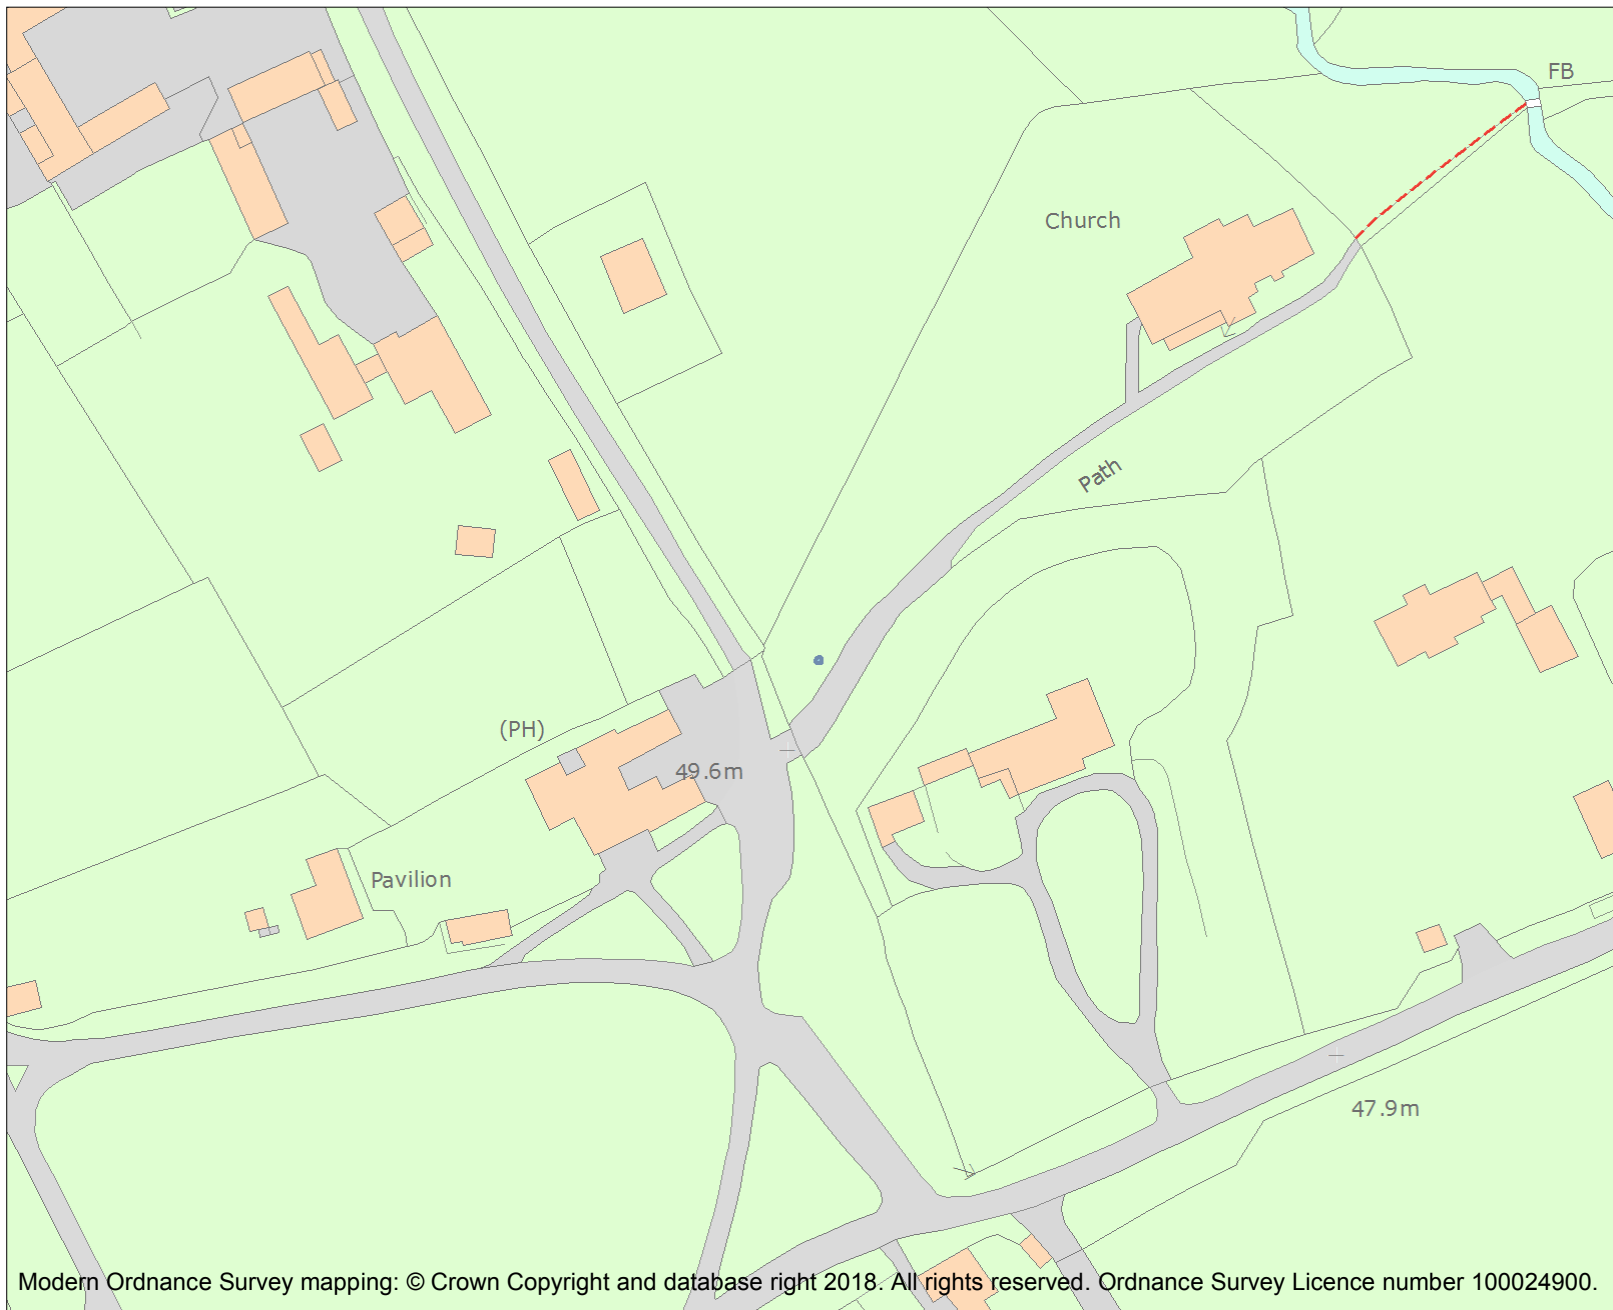 FB
Church
Path
(PH)
49.6m
Pavilion
47.9m
Modern Ordnance Survey mapping: © Crown Copyright and database right 2018. All rights reserved. Ordnance Survey Licence number 100024900.